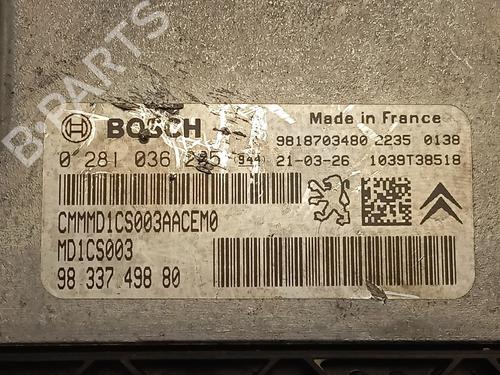 B-PARTS
BOSCH
Made in France
9818703480 2235 0138
0 281 036 944 21-03-26 1039T38518
CMMMD1CS003AACEM0
MD1CS003
98 337 498 80